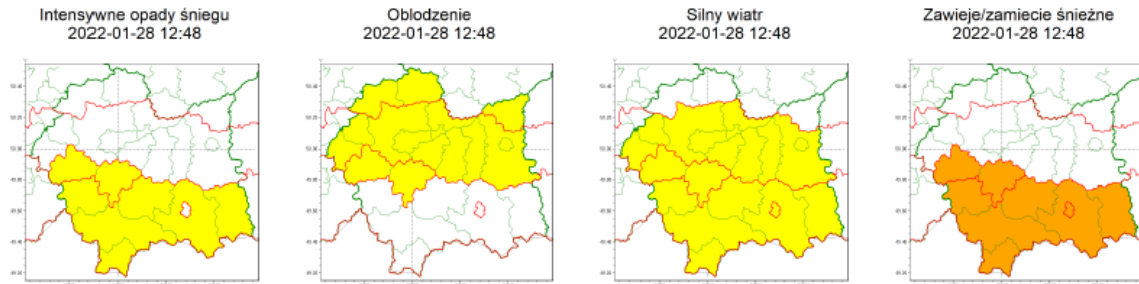 Intensywne opady śniegu
2022-01-28 12:48
Oblodzenie
2022-01-28 12:48
Silny wiatr
2022-01-28 12:48
Zawieje/zamiecie śnieżne
2022-01-28 12:48